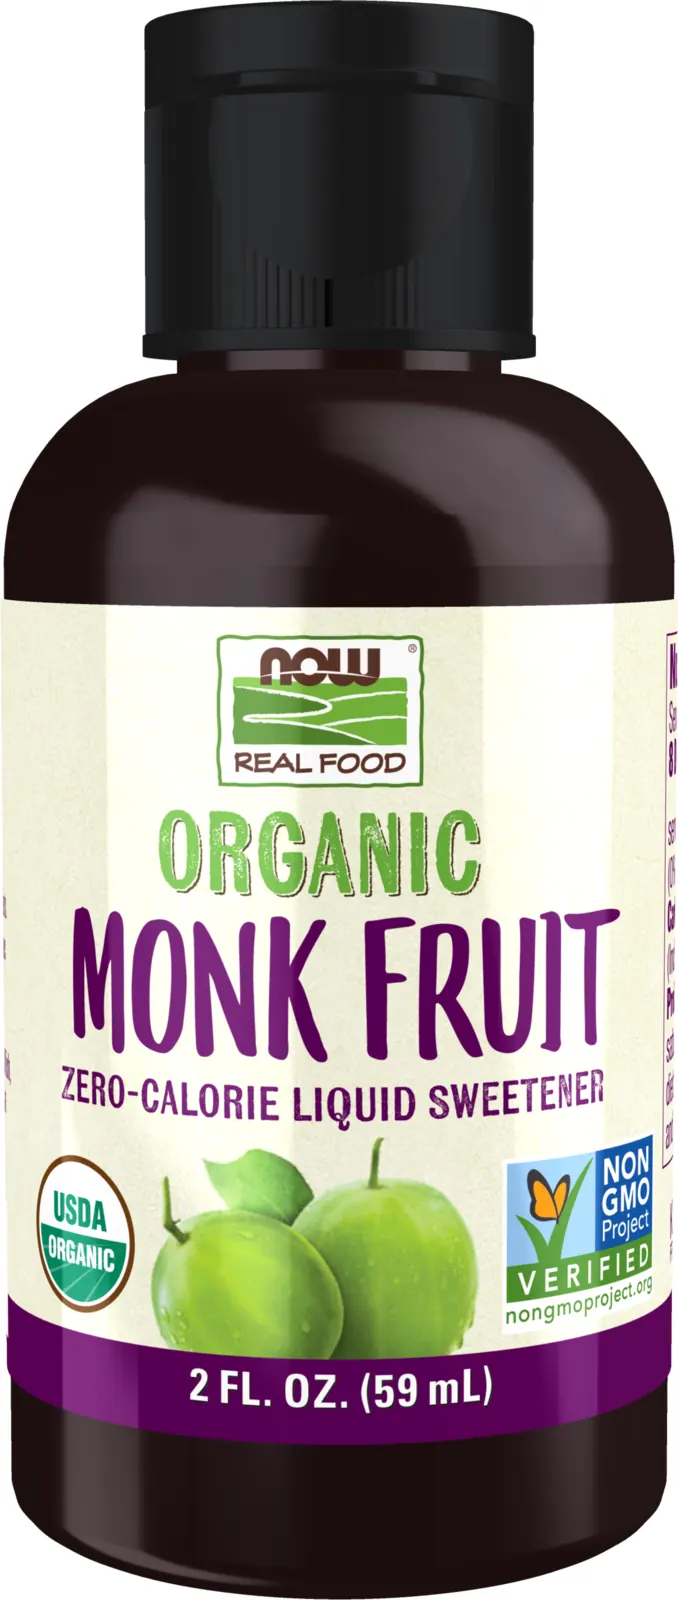 now®
REAL FOOD
ORGANIC
MONK FRUIT
ZERO-CALORIE LIQUID SWEETENER
USDA
ORGANIC
NON
GMO
Project
VERIFIED
nongmoproject.org
2 FL. OZ. (59 mL)